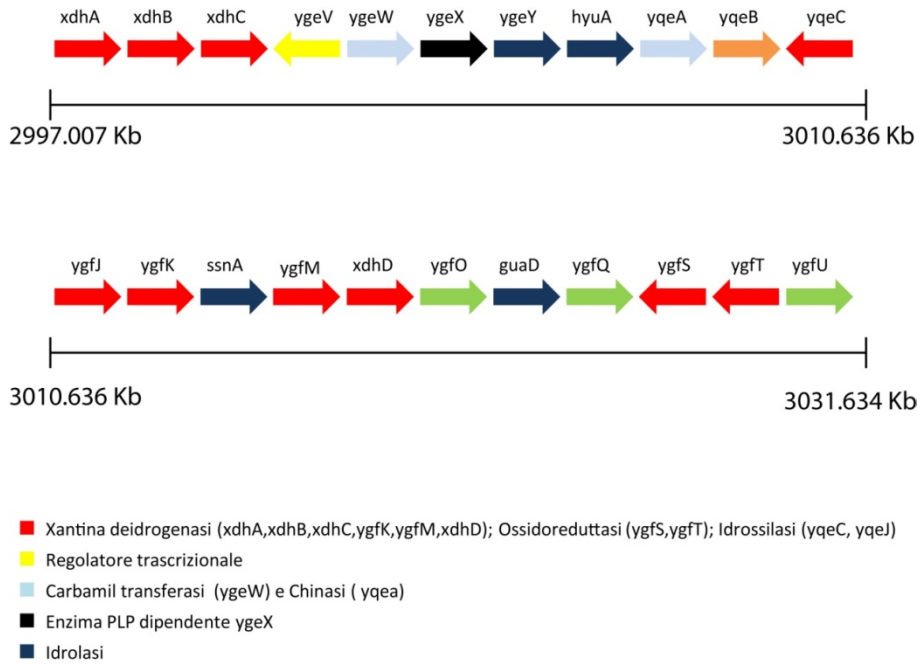 xdhA xdhB xdhC ygeV ygeW ygeX ygeY hyuA yqeA yqeB yqeC
2997.007 Kb 3010.636 Kb
ygfJ ygfK ssnA ygfM xdhD ygfO guaD ygfQ ygfS ygfT ygfU
3010.636 Kb 3031.634 Kb
Xantina deidrogenasi (xdhA,xdhB,xdhC,ygfK,ygfM,xdhD); Ossidoreduttasi (ygfS,ygfT); Idrossilasi (yqeC, yqeJ)
Regolatore trascrizionale
Carbamil transferasi (ygeW) e Chinasi ( yqea)
Enzima PLP dipendente ygeX
Idrolasi